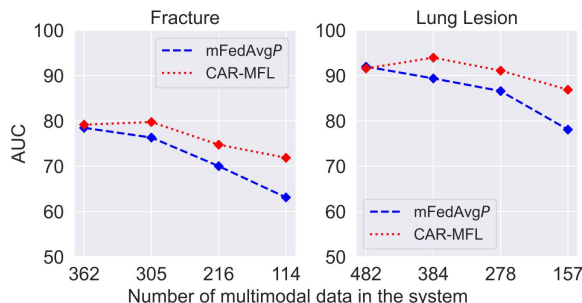 Fracture
Lung Lesion
AUC
100
90
80
70
60
50
362 305 216 114
mFedAvgP
CAR-MFL
100
90
80
70
60
50
482 384 278 157
mFedAvgP
CAR-MFL
Number of multimodal data in the system